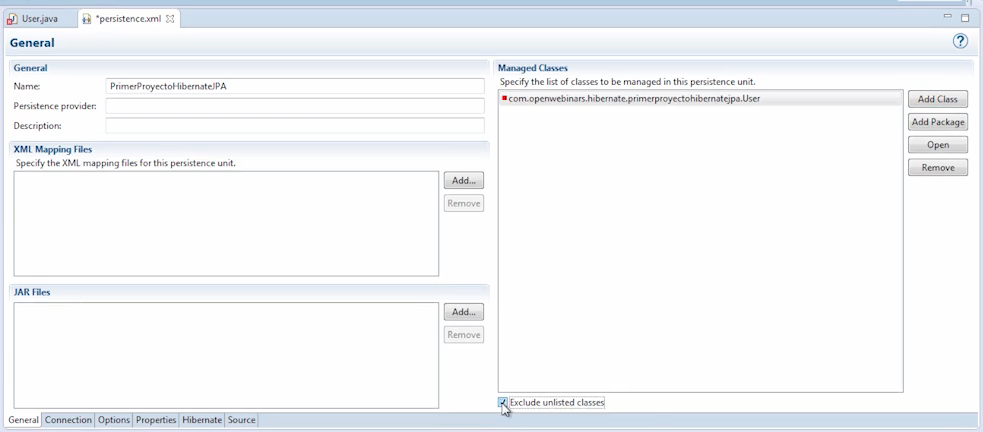 User.java
*persistence.xml
General
General
Name:
PrimerProyectoHibernateJPA
Persistence provider:
Description:
XML Mapping Files
Specify the XML mapping files for this persistence unit.
Add...
Remove
JAR Files
Add...
Remove
Managed Classes
Specify the list of classes to be managed in this persistence unit.
com.openwebinars.hibernate.primerproyectohibernatejpa.User
Add Class
Add Package
Open
Remove
Exclude unlisted classes
General Connection Options Properties Hibernate Source